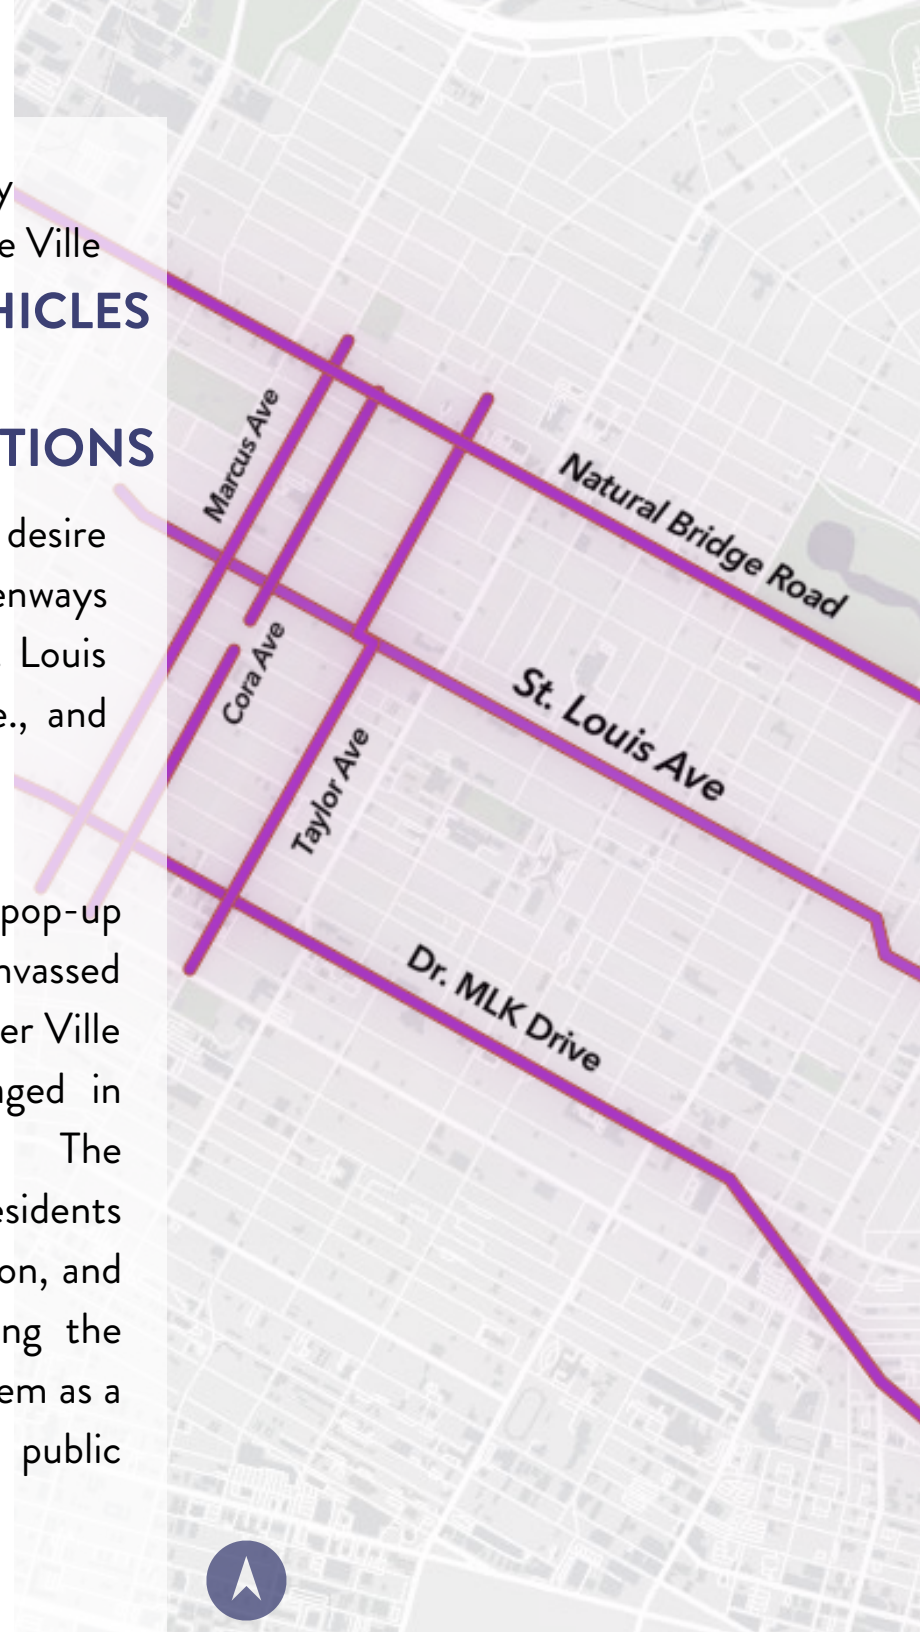 y
e Ville
HICLES
TIONS
desire
enways
Louis
e., and
pop-up
nvassed
er Ville
aged in
The
esidents
on, and
ng the
em as a
public
Marcus Ave
Cora Ave
Taylor Ave
Natural Bridge Road
St. Louis Ave
Dr. MLK Drive